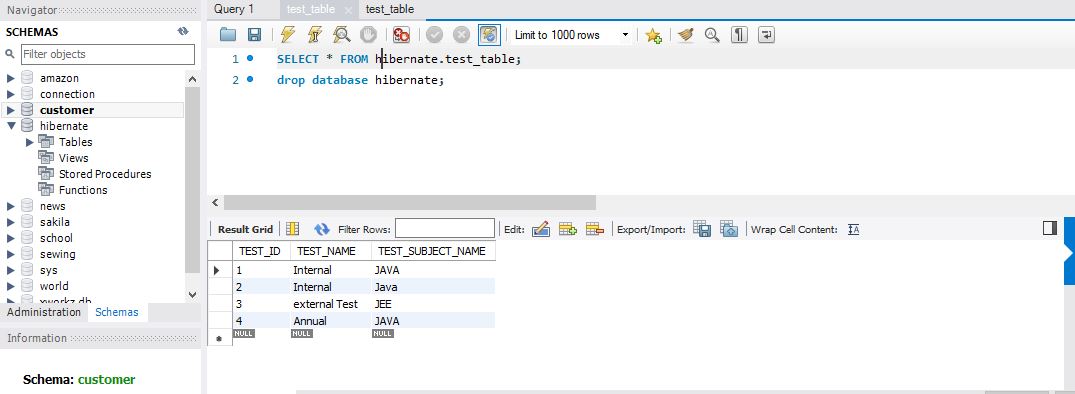 Navigator
Query 1 test_table test_table
SCHEMAS
Filter objects
Limit to 1000 rows
1 SELECT * FROM hibernate.test_table;
2 drop database hibernate;
amazon
connection
customer
hibernate
Tables
Views
Stored Procedures
Functions
news
sakila
school
sewing
sys
world
xworkz_db
Administration Schemas
Information
Schema: customer
Result Grid Filter Rows: Edit: Export/Import: Wrap Cell Content: IA
TEST_ID TEST_NAME TEST_SUBJECT_NAME
1 Internal JAVA
2 Internal Java
3 external Test JEE
4 Annual JAVA
NULL NULL NULL